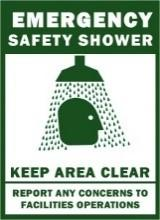 EMERGENCY
SAFETY SHOWER
KEEP AREA CLEAR
REPORT ANY CONCERNS TO
FACILITIES OPERATIONS